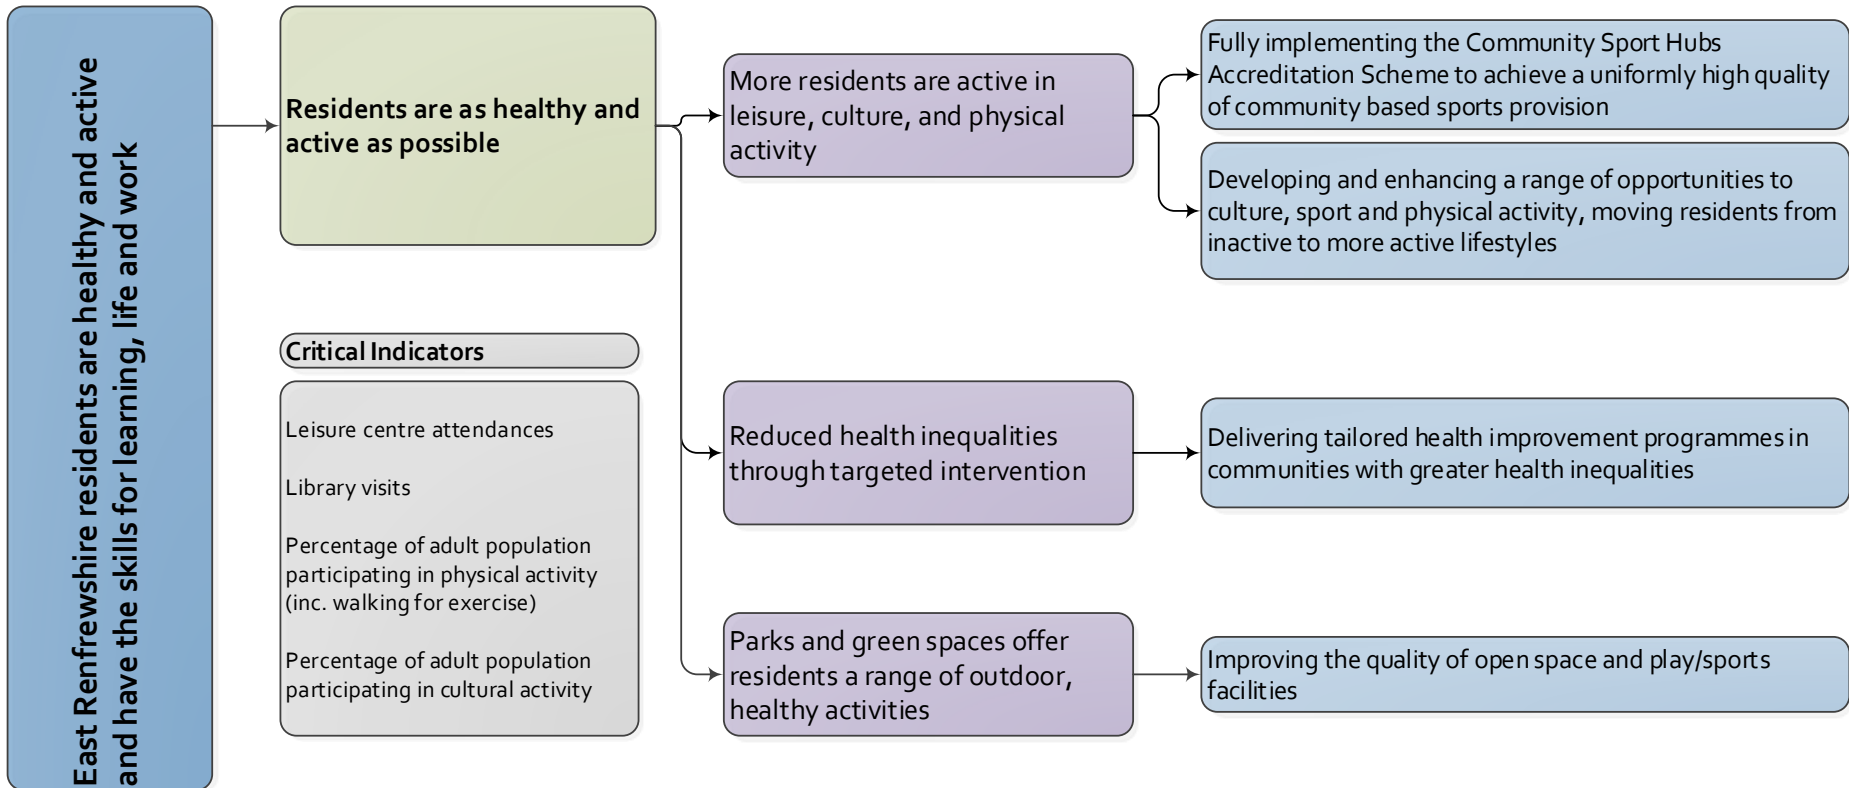 East Renfrewshire residents are healthy and active
and have the skills for learning, life and work
Residents are as healthy and
active as possible
Critical Indicators
Leisure centre attendances
Library visits
Percentage of adult population
participating in physical activity
(inc. walking for exercise)
Percentage of adult population
participating in cultural activity
More residents are active in
leisure, culture, and physical
activity
Reduced health inequalities
through targeted intervention
Parks and green spaces offer
residents a range of outdoor,
healthy activities
Fully implementing the Community Sport Hubs
Accreditation Scheme to achieve a uniformly high quality
of community based sports provision
Developing and enhancing a range of opportunities to
culture, sport and physical activity, moving residents from
inactive to more active lifestyles
Delivering tailored health improvement programmes in
communities with greater health inequalities
Improving the quality of open space and play/sports
facilities